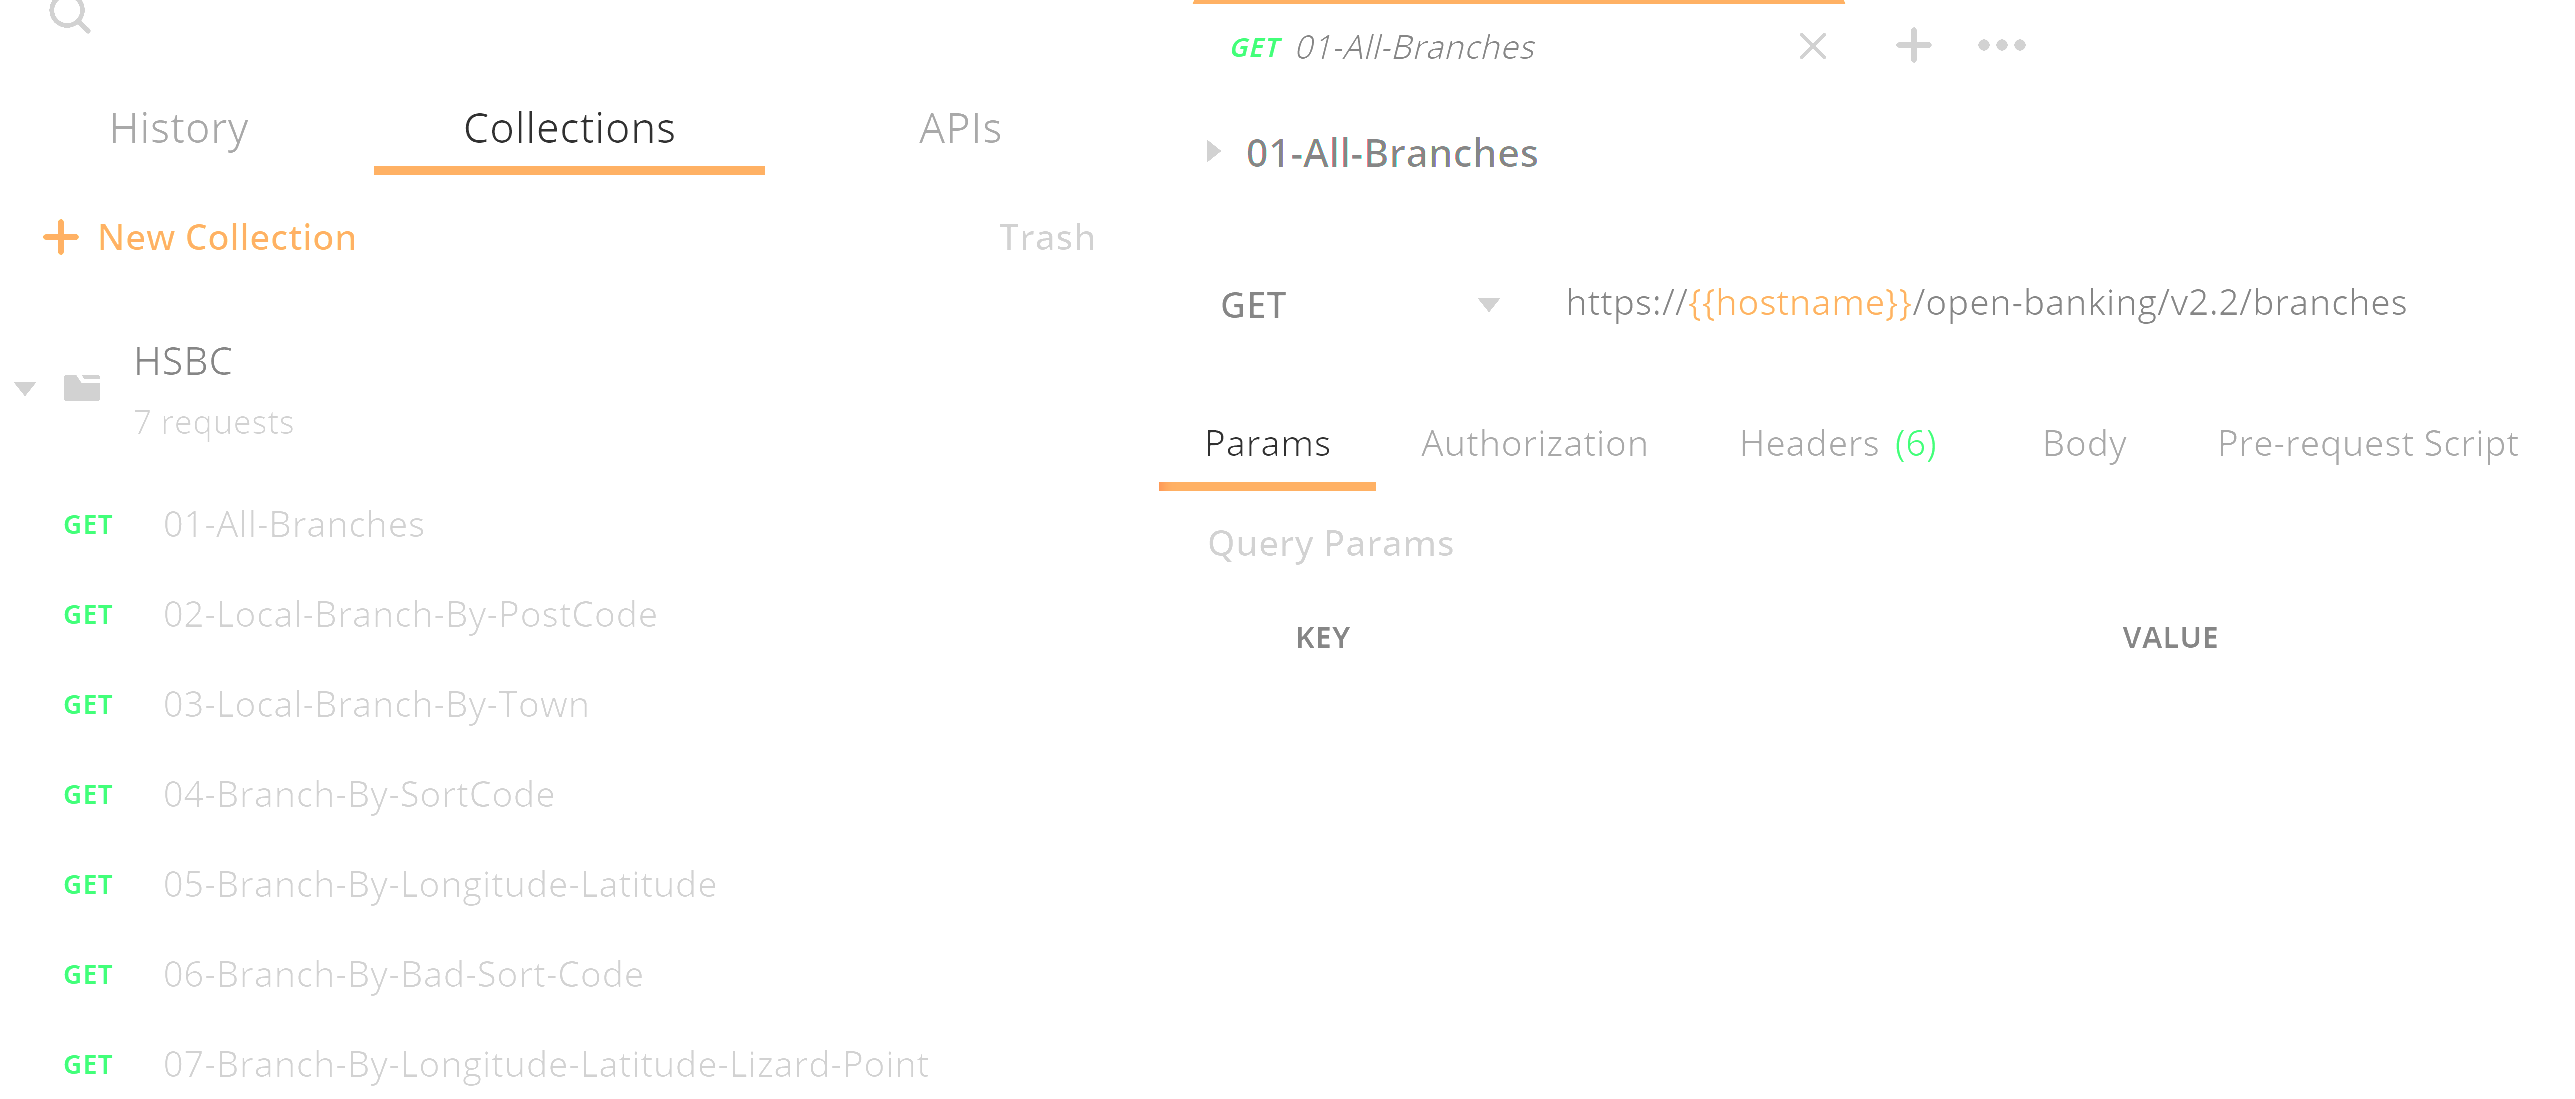 History Collections APIs
+ New Collection Trash
HSBC
7 requests
GET 01-All-Branches
GET 02-Local-Branch-By-PostCode
GET 03-Local-Branch-By-Town
GET 04-Branch-By-SortCode
GET 05-Branch-By-Longitude-Latitude
GET 06-Branch-By-Bad-Sort-Code
GET 07-Branch-By-Longitude-Latitude-Lizard-Point
GET 01-All-Branches
01-All-Branches
GET https://{{hostname}}/open-banking/v2.2/branches
Params Authorization Headers (6) Body Pre-request Script
Query Params
KEY VALUE